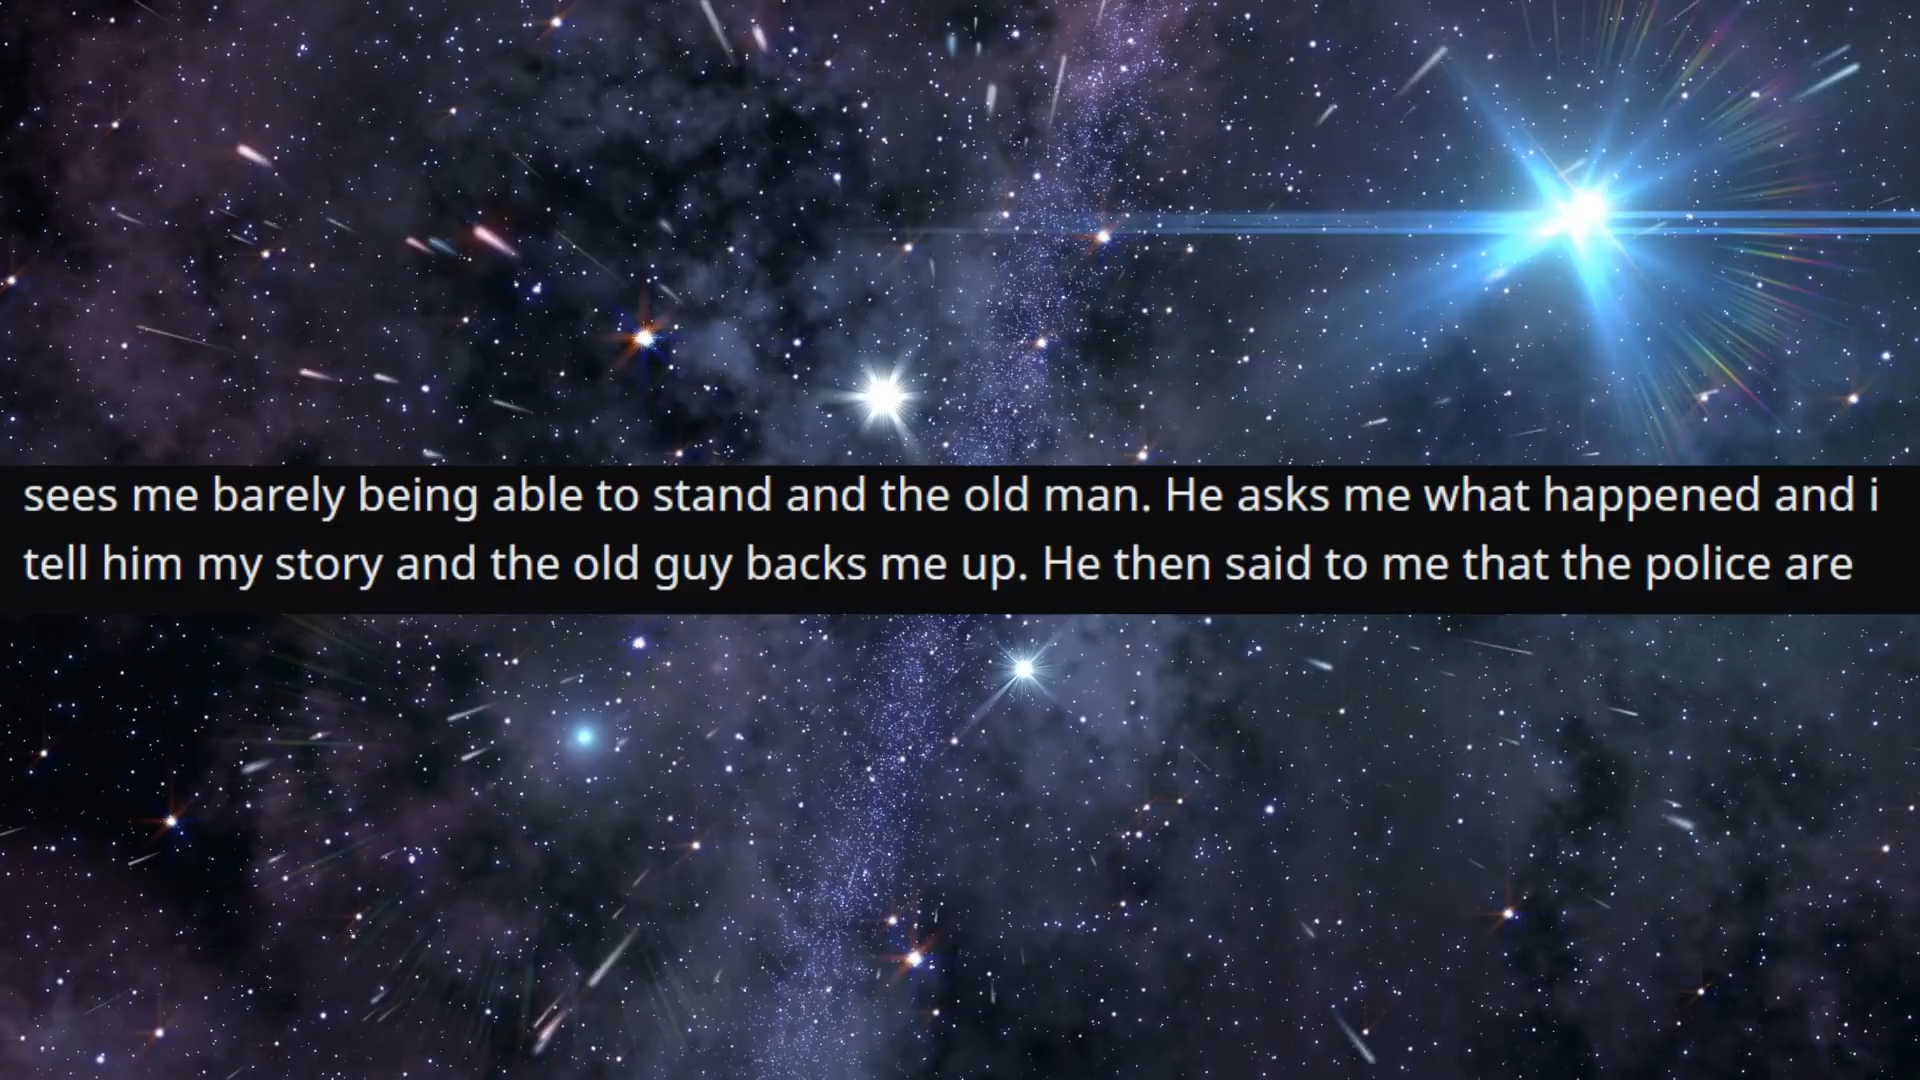 sees me barely being able to stand and the old man. He asks me what happened and i
tell him my story and the old guy backs me up. He then said to me that the police are